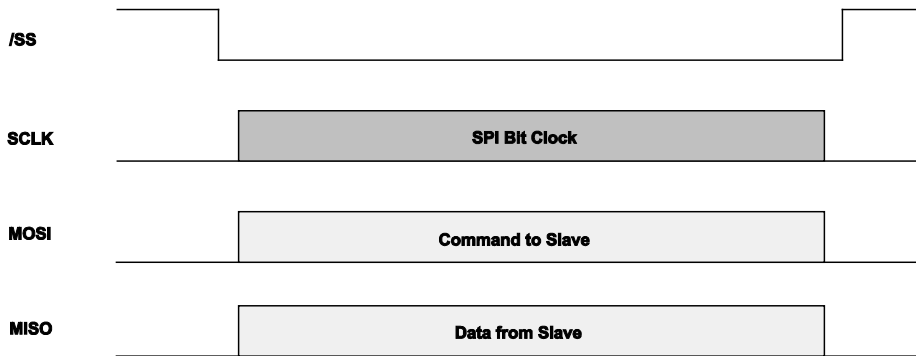 /SS
SCLK
SPI Bit Clock
MOSI
Command to Slave
MISO
Data from Slave